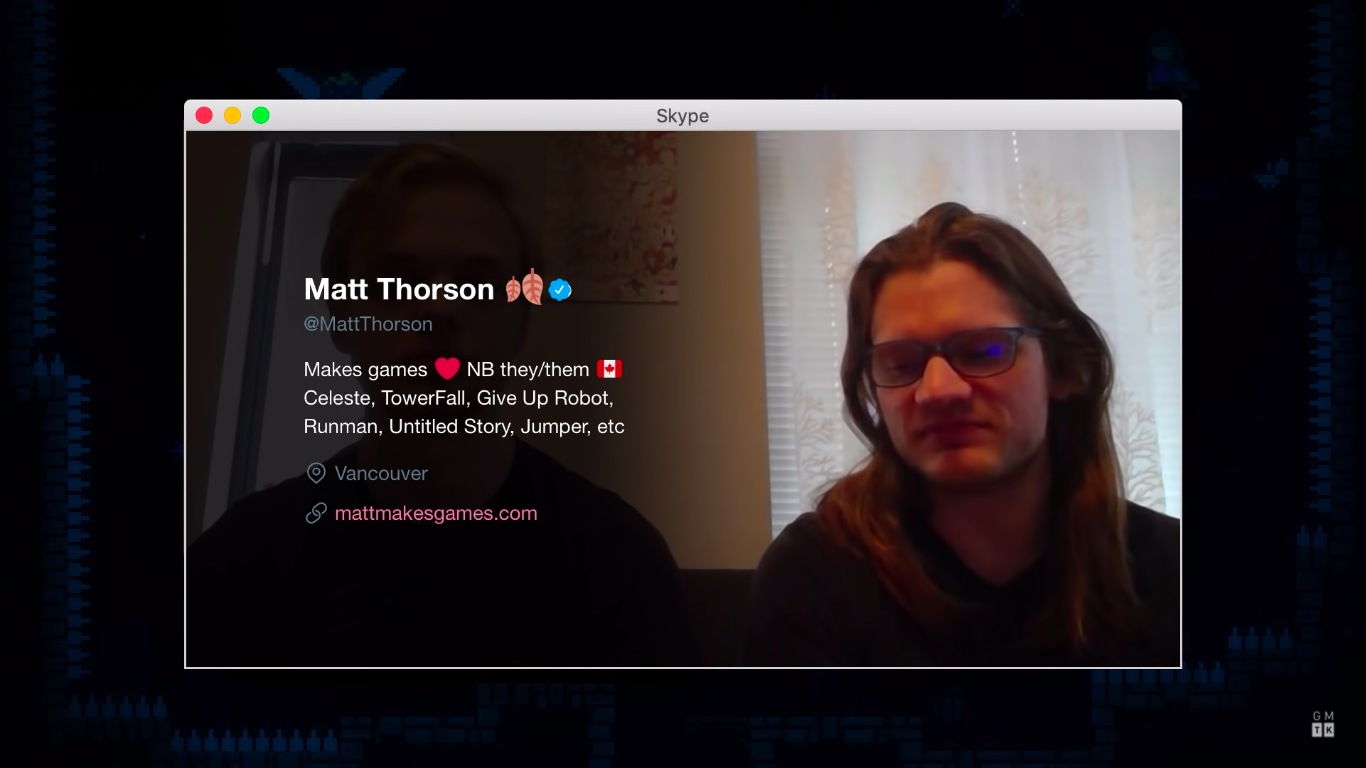 Skype
Matt Thorson
@MattThorson
Makes games ❤️ NB they/them 🇨🇦
Celeste, TowerFall, Give Up Robot,
Runman, Untitled Story, Jumper, etc
Vancouver
mattmakesgames.com
GM
TK